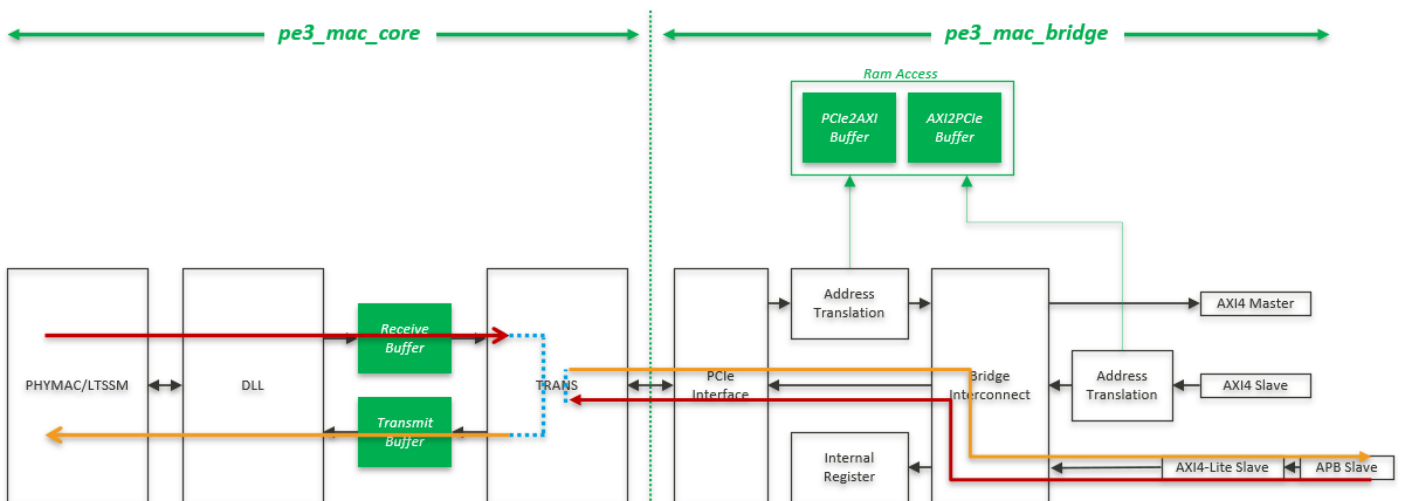 pe3_mac_core
pe3_mac_bridge
Ram Access
PCIe2AXI
Buffer
AXI2PCIe
Buffer
PHYMAC/LTSSM
DLL
Receive
Buffer
Transmit
Buffer
TRANS
PCIe
Interface
Address
Translation
Internal
Register
Bridge
Interconnect
Address
Translation
AXI4 Master
AXI4 Slave
AXI4-Lite Slave
APB Slave